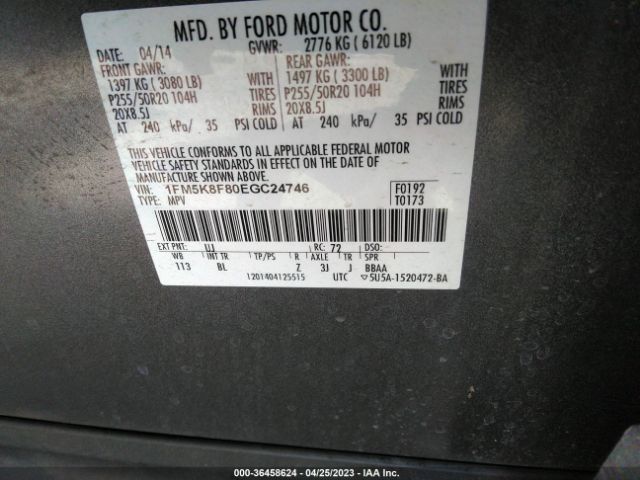 MFD. BY FORD MOTOR CO.
DATE: 04/14 GVWR: 2776 KG ( 6120 LB)
FRONT GAWR: REAR GAWR:
1397 KG ( 3080 LB) WITH 1497 KG ( 3300 LB) WITH
P255/50R20 104H TIRES P255/50R20 104H TIRES
20X8.5J RIMS 20X8.5J RIMS
AT 240 kPa/ 35 PSI COLD AT 240 kPa/ 35 PSI COLD
THIS VEHICLE CONFORMS TO ALL APPLICABLE FEDERAL MOTOR
VEHICLE SAFETY STANDARDS IN EFFECT ON THE DATE OF
MANUFACTURE SHOWN ABOVE.
VIN: 1FM5K8F80EGC24746 F0192
TYPE: MPV T0173
EXT PNT: UJ RC: 72 DSO:
WB INT TR TP/PS R AXLE TR SPR
113 BL Z 3J J BBAA
1201404125515 UTC 5U5A-1520472-BA
000-36458624 - 04/25/2023 - IAA Inc.